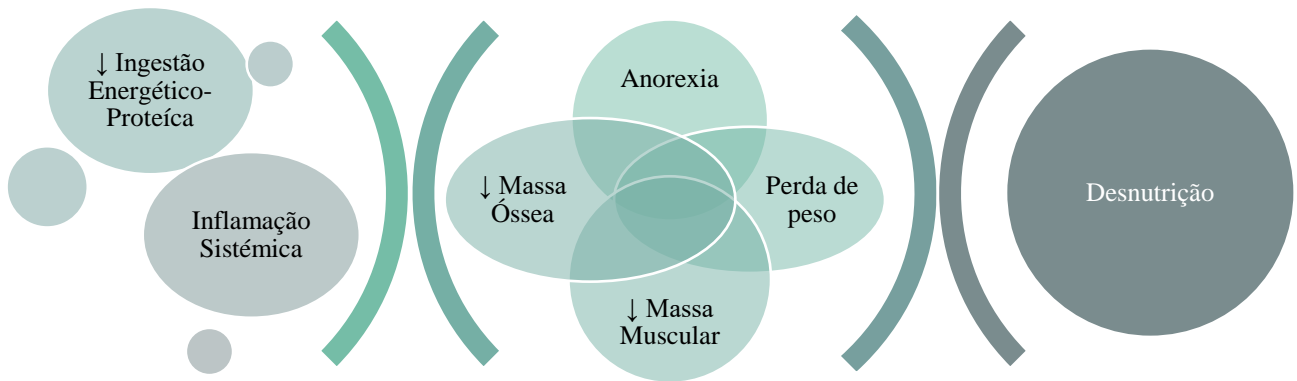 ↓ Ingestão
Energético-
Proteíca
Inflamação
Sistémica
Anorexia
↓ Massa
Óssea
Perda de
peso
↓ Massa
Muscular
Desnutrição